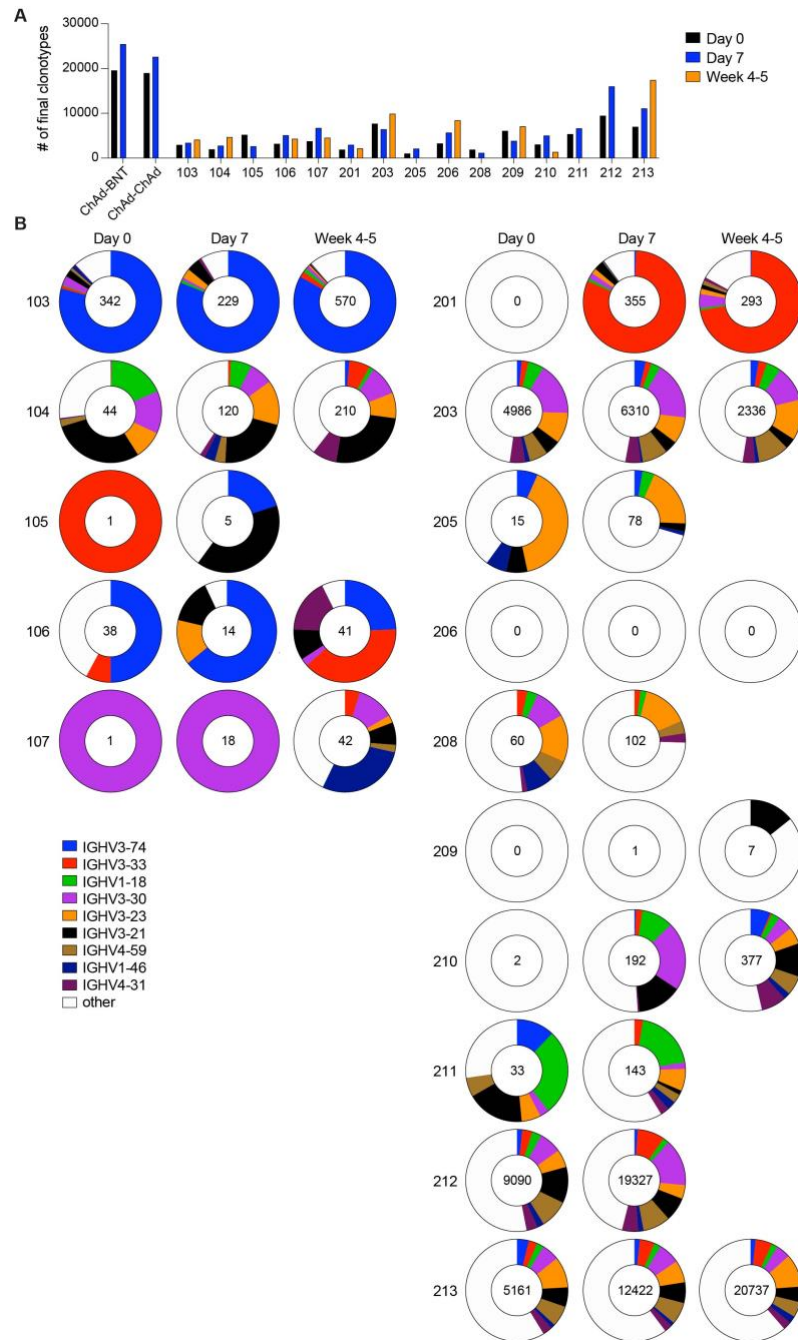 A
# of final clonotypes
30000
20000
10000
0
Day 0
Day 7
Week 4-5
ChAd-BNT ChAd-ChAd 103 104 105 106 107 201 203 205 206 208 209 210 211 212 213
B
Day 0 Day 7 Week 4-5
103 342 229 570
104 44 120 210
105 1 5
106 38 14 41
107 1 18 42
IGHV3-74
IGHV3-33
IGHV1-18
IGHV3-30
IGHV3-23
IGHV3-21
IGHV4-59
IGHV1-46
IGHV4-31
other
Day 0 Day 7 Week 4-5
201 0 355 293
203 4986 6310 2336
205 15 78
206 0 0 0
208 60 102
209 0 1 7
210 2 192 377
211 33 143
212 9090 19327
213 5161 12422 20737